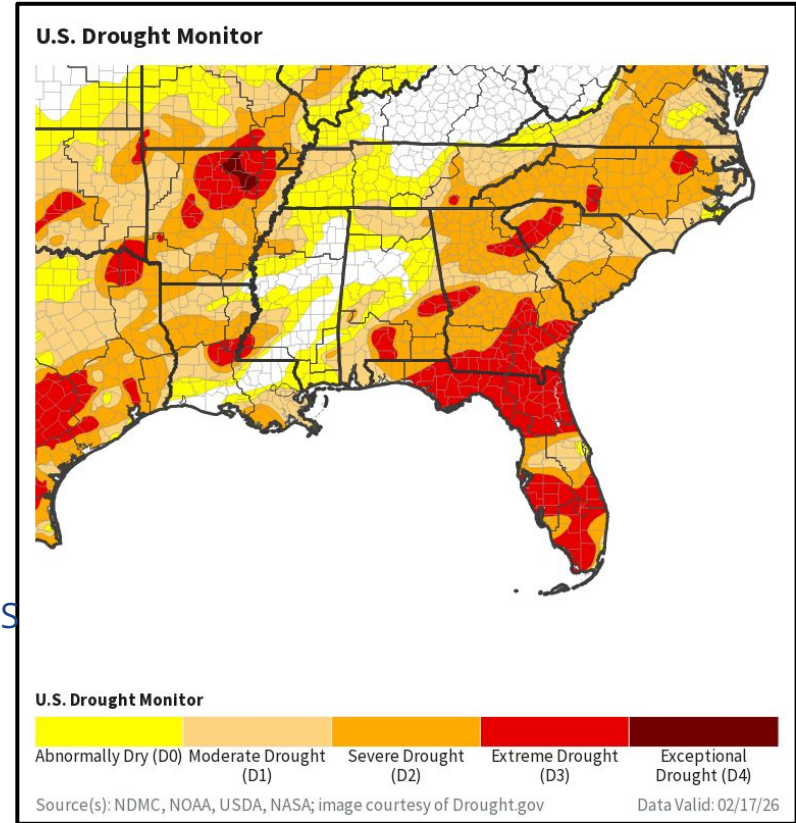 U.S. Drought Monitor
S
U.S. Drought Monitor
Abnormally Dry (D0) Moderate Drought (D1) Severe Drought (D2) Extreme Drought (D3) Exceptional Drought (D4)
Source(s): NDMC, NOAA, USDA, NASA; image courtesy of Drought.gov Data Valid: 02/17/26